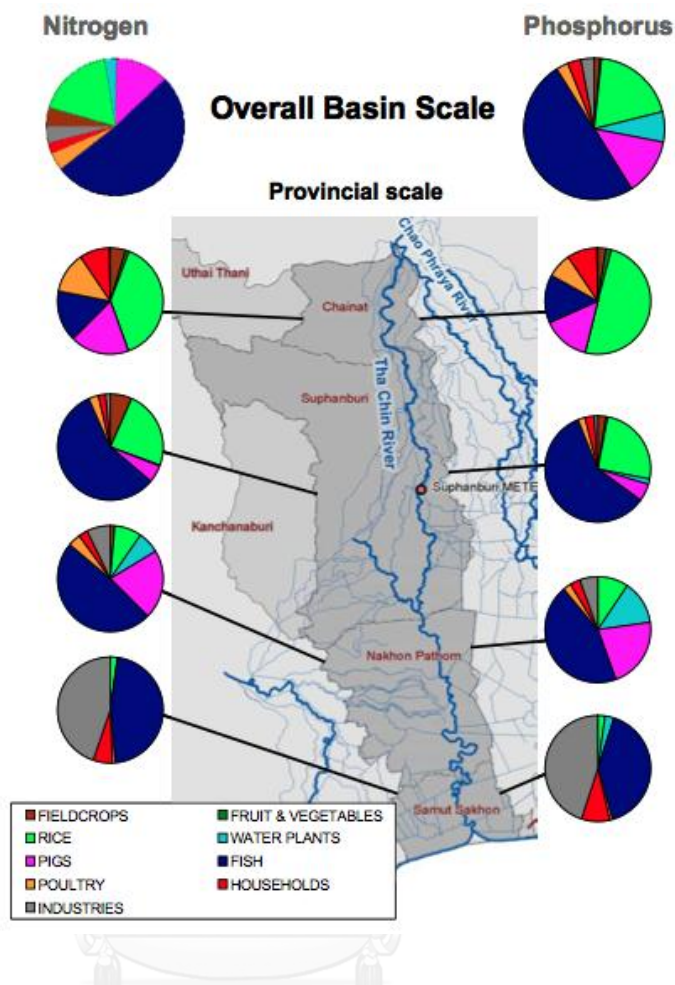 Nitrogen
Phosphorus
Overall Basin Scale
Provincial scale
Chao Phraya River
Uthai Thani
Chainat
Tha Chin River
Suphanburi
Suphanburi METE
Kanchanaburi
Nakhon Pathom
Samut Sakhon
FIELDCROPS
FRUIT & VEGETABLES
RICE
WATER PLANTS
PIGS
FISH
POULTRY
HOUSEHOLDS
INDUSTRIES